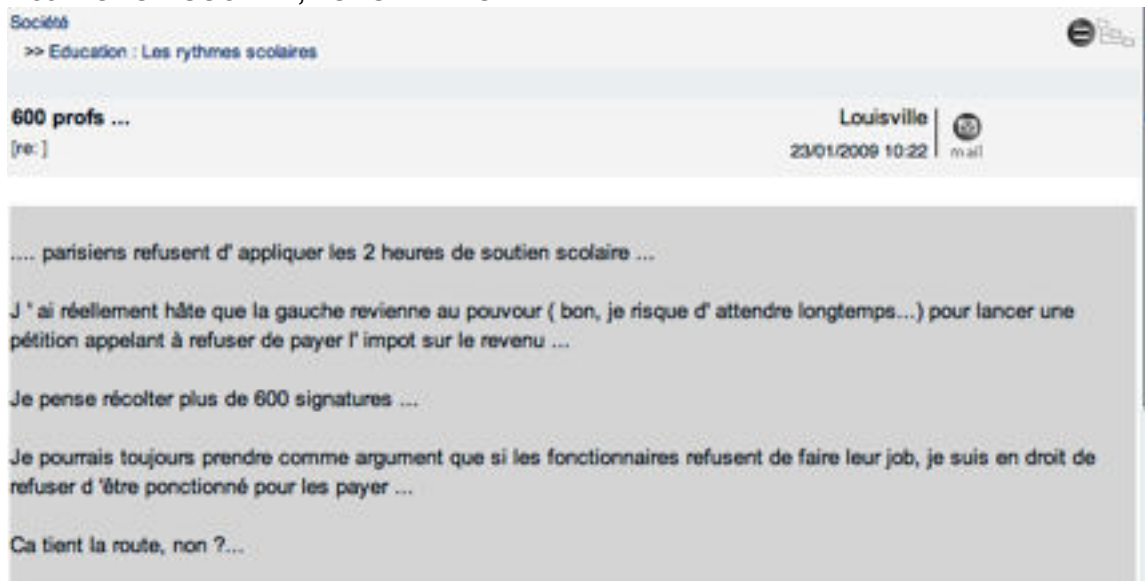 Société
>> Education : Les rythmes scolaires
600 profs ...
[re: ]
Louisville
23/01/2009 10:22
mail
.... parisiens refusent d' appliquer les 2 heures de soutien scolaire ...
J ' ai réellement hâte que la gauche revienne au pouvour ( bon, je risque d' attendre longtemps...) pour lancer une
pétition appelant à refuser de payer l' impot sur le revenu ...
Je pense récolter plus de 600 signatures ...
Je pourrais toujours prendre comme argument que si les fonctionnaires refusent de faire leur job, je suis en droit de
refuser d 'être ponctionné pour les payer ...
Ca tient la route, non ?...